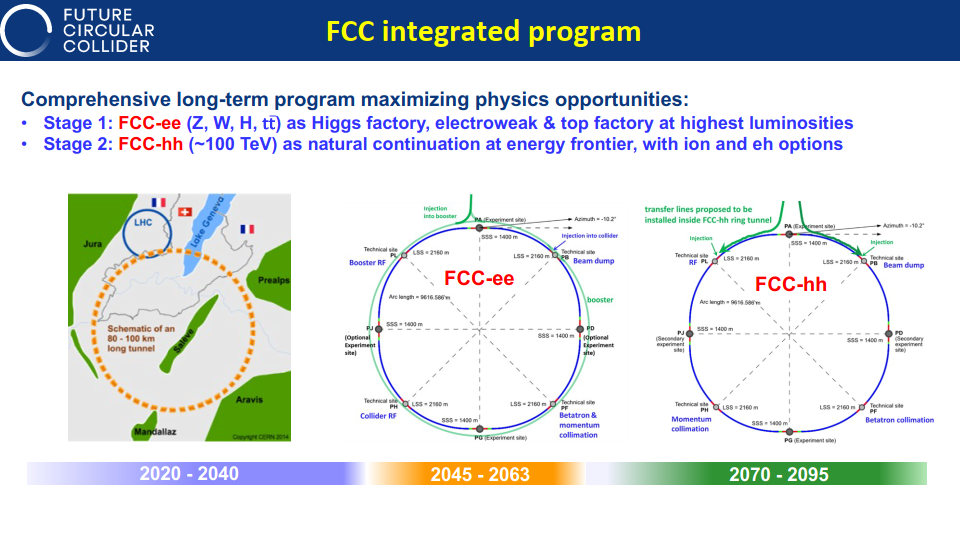 FUTURE
CIRCULAR
COLLIDER
FCC integrated program
Comprehensive long-term program maximizing physics opportunities:
• Stage 1: FCC-ee (Z, W, H, tt̄) as Higgs factory, electroweak & top factory at highest luminosities
• Stage 2: FCC-hh (~100 TeV) as natural continuation at energy frontier, with ion and eh options
LHC
Lake Geneva
Jura
Prealps
Schematic of an
80 - 100 km
long tunnel
Salève
Aravis
Mandallaz
Copyright CERN 2014
Injection
into booster
PA (Experiment site)
Azimuth = -10.2°
SSS = 1400 m
Injection into collider
Technical site
PL
Booster RF
LSS = 2160 m
LSS = 2160 m
Technical site
PB
Beam dump
FCC-ee
Arc length = 9616.586 m
booster
PJ
SSS = 1400 m
(Optional
Experiment
site)
SSS = 1400 m
PD
(Optional
Experiment
site)
Technical site
PH
LSS = 2160 m
Collider RF
LSS = 2160 m
Technical site
PF
Betatron &
momentum
collimation
SSS = 1400 m
PG (Experiment site)
transfer lines proposed to be
installed inside FCC-hh ring tunnel
PA (Experiment site)
Azimuth = -10.2°
SSS = 1400 m
Injection
Injection
Technical site
RF PL
LSS = 2160 m
LSS = 2160 m
Technical site
PB
Beam dump
FCC-hh
Arc length = 9616.586 m
PJ
SSS = 1400 m
(Secondary
experiment
site)
SSS = 1400 m
PD
(Secondary
experiment
site)
Technical site
PH
LSS = 2160 m
Momentum
collimation
LSS = 2160 m
Technical site
PF
Betatron collimation
SSS = 1400 m
PG (Experiment site)
2020 - 2040
2045 - 2063
2070 - 2095